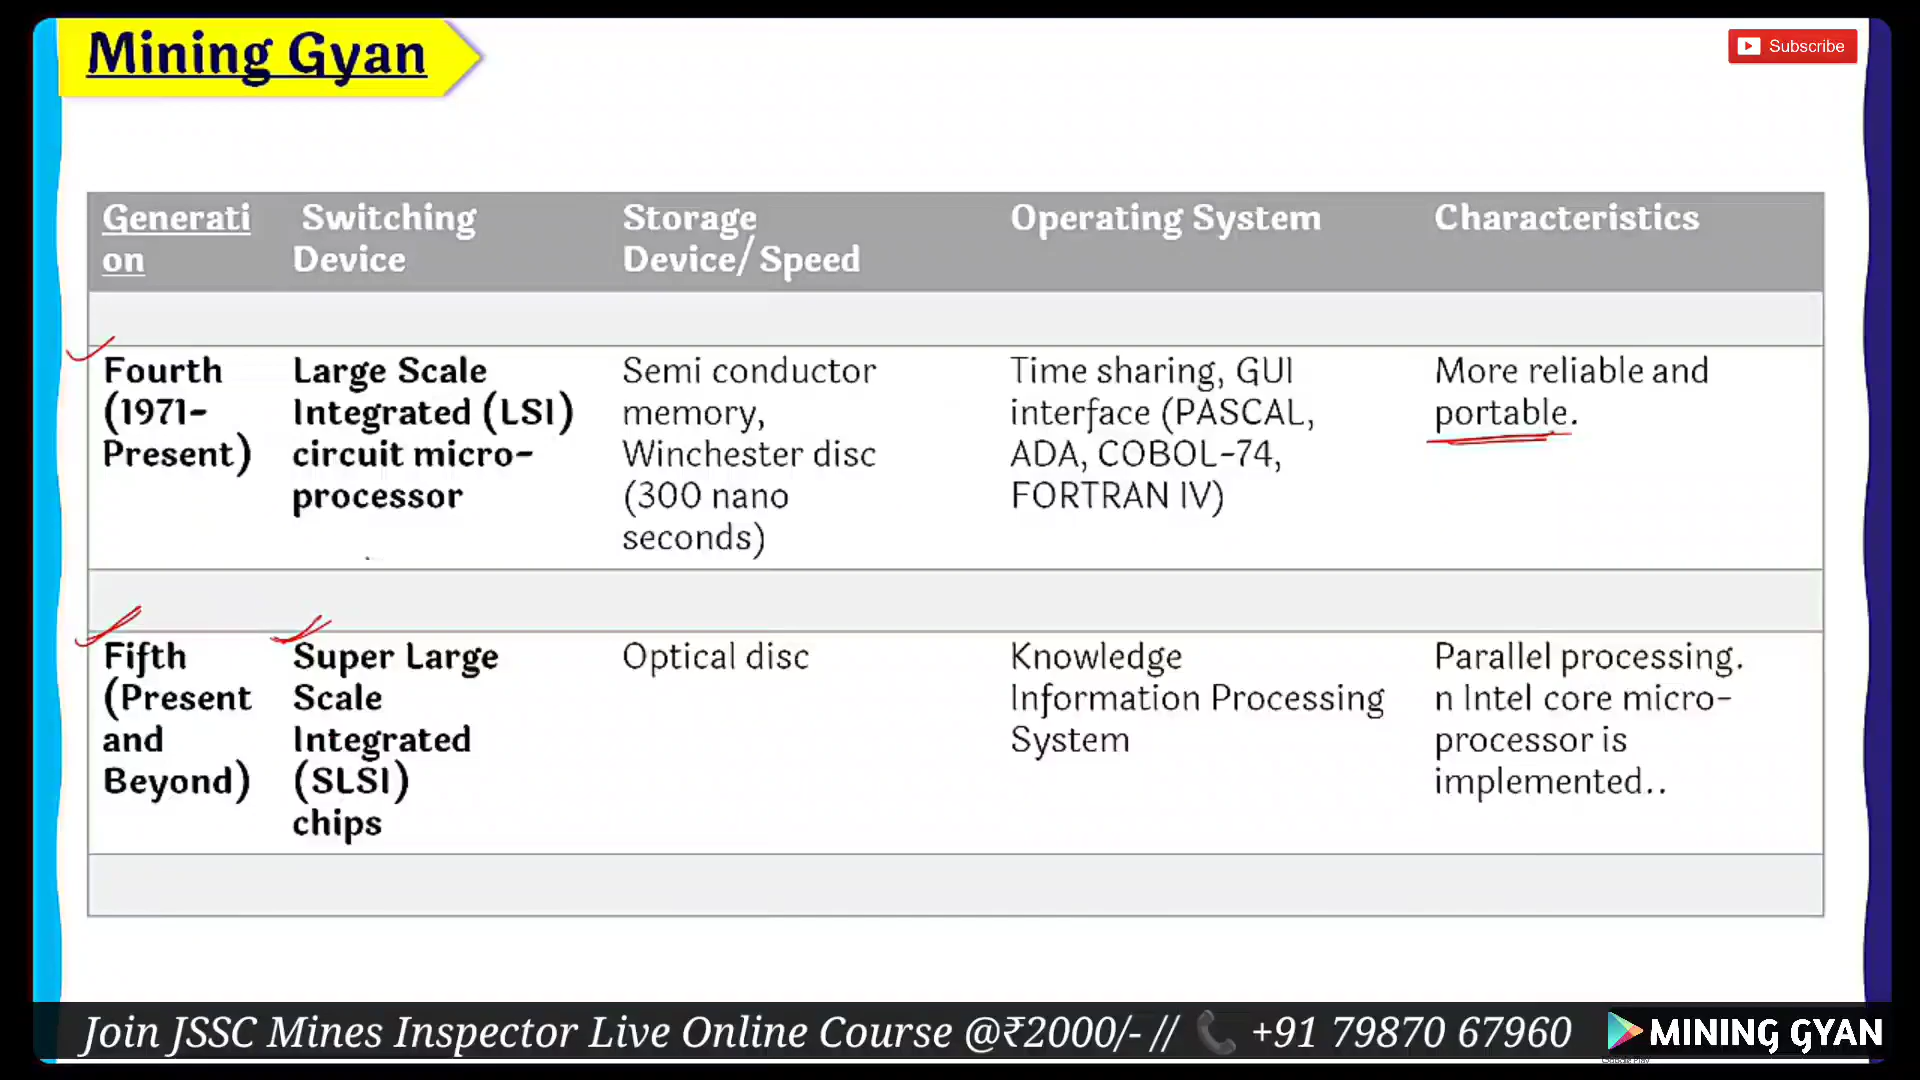 Mining Gyan
Subscribe
Generati
on
Switching
Device
Storage
Device/ Speed
Operating System
Characteristics
Fourth
(1971-
Present)
Large Scale
Integrated (LSI)
circuit micro-
processor
Semi conductor
memory,
Winchester disc
(300 nano
seconds)
Time sharing, GUI
interface (PASCAL,
ADA, COBOL-74,
FORTRAN IV)
More reliable and
portable.
Fifth
(Present
and
Beyond)
Super Large
Scale
Integrated
(SLSI)
chips
Optical disc
Knowledge
Information Processing
System
Parallel processing.
n Intel core micro-
processor is
implemented..
Join JSSC Mines Inspector Live Online Course @₹2000/- // 📞 +91 79870 67960
MINING GYAN
Google Play